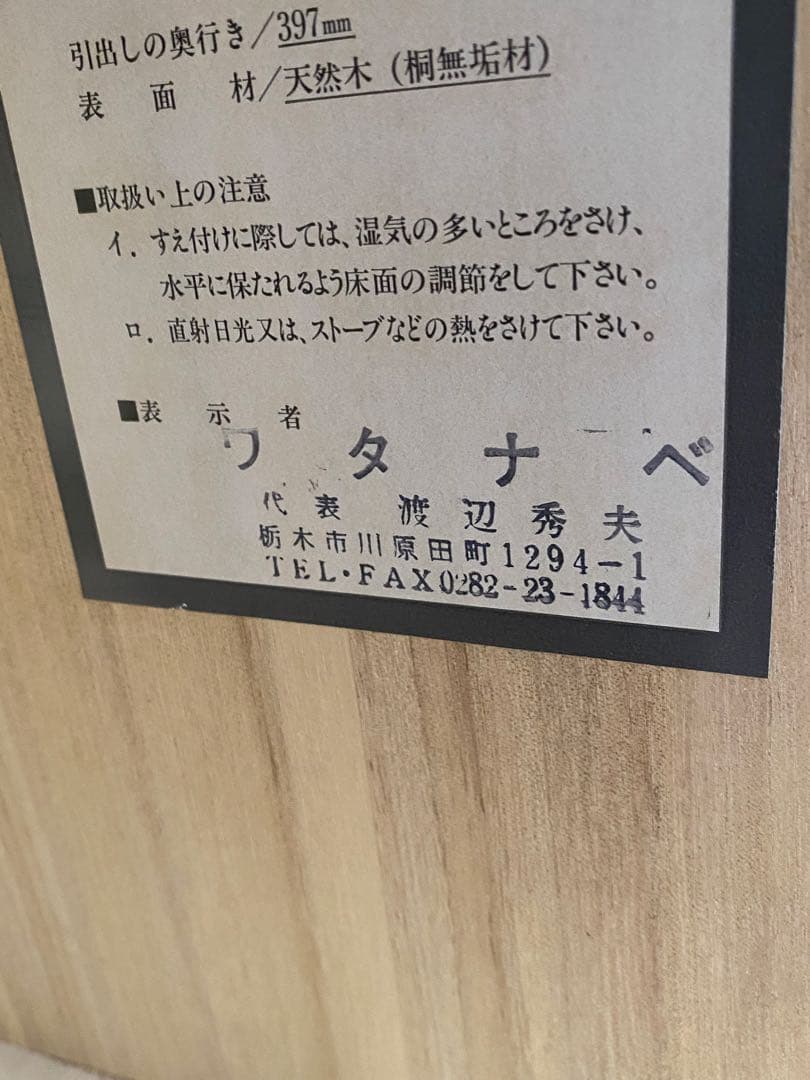 引出しの奥行き/397mm
表面材/天然木(桐無垢材)
■取扱い上の注意
イ.すえ付けに際しては、湿気の多いところをさけ、
水平に保たれるよう床面の調節をして下さい。
ロ.直射日光又は、ストーブなどの熱をさけて下さい。
■表示者
ワタナベ
代表 渡辺秀夫
栃木市川原田町1294-1
TEL・FAX0282-23-1844